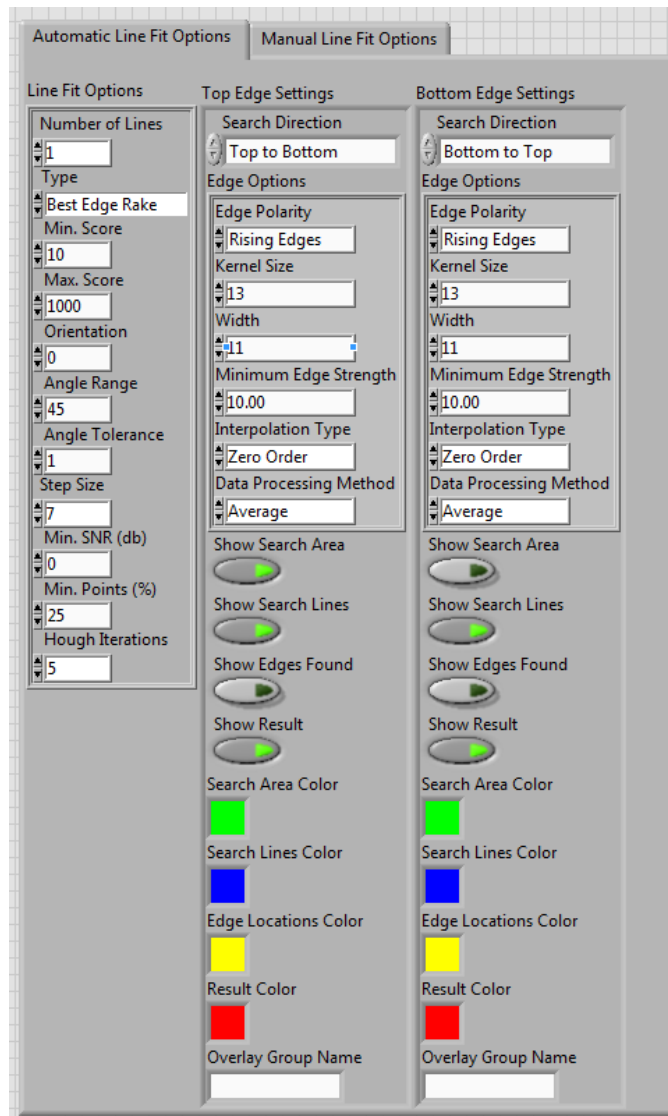 Automatic Line Fit Options
Manual Line Fit Options
Line Fit Options
Number of Lines
1
Type
Best Edge Rake
Min. Score
10
Max. Score
1000
Orientation
0
Angle Range
45
Angle Tolerance
1
Step Size
7
Min. SNR (db)
0
Min. Points (%)
25
Hough Iterations
5
Top Edge Settings
Search Direction
Top to Bottom
Edge Options
Edge Polarity
Rising Edges
Kernel Size
13
Width
11
Minimum Edge Strength
10.00
Interpolation Type
Zero Order
Data Processing Method
Average
Show Search Area
Show Search Lines
Show Edges Found
Show Result
Search Area Color
Search Lines Color
Edge Locations Color
Result Color
Overlay Group Name
Bottom Edge Settings
Search Direction
Bottom to Top
Edge Options
Edge Polarity
Rising Edges
Kernel Size
13
Width
11
Minimum Edge Strength
10.00
Interpolation Type
Zero Order
Data Processing Method
Average
Show Search Area
Show Search Lines
Show Edges Found
Show Result
Search Area Color
Search Lines Color
Edge Locations Color
Result Color
Overlay Group Name